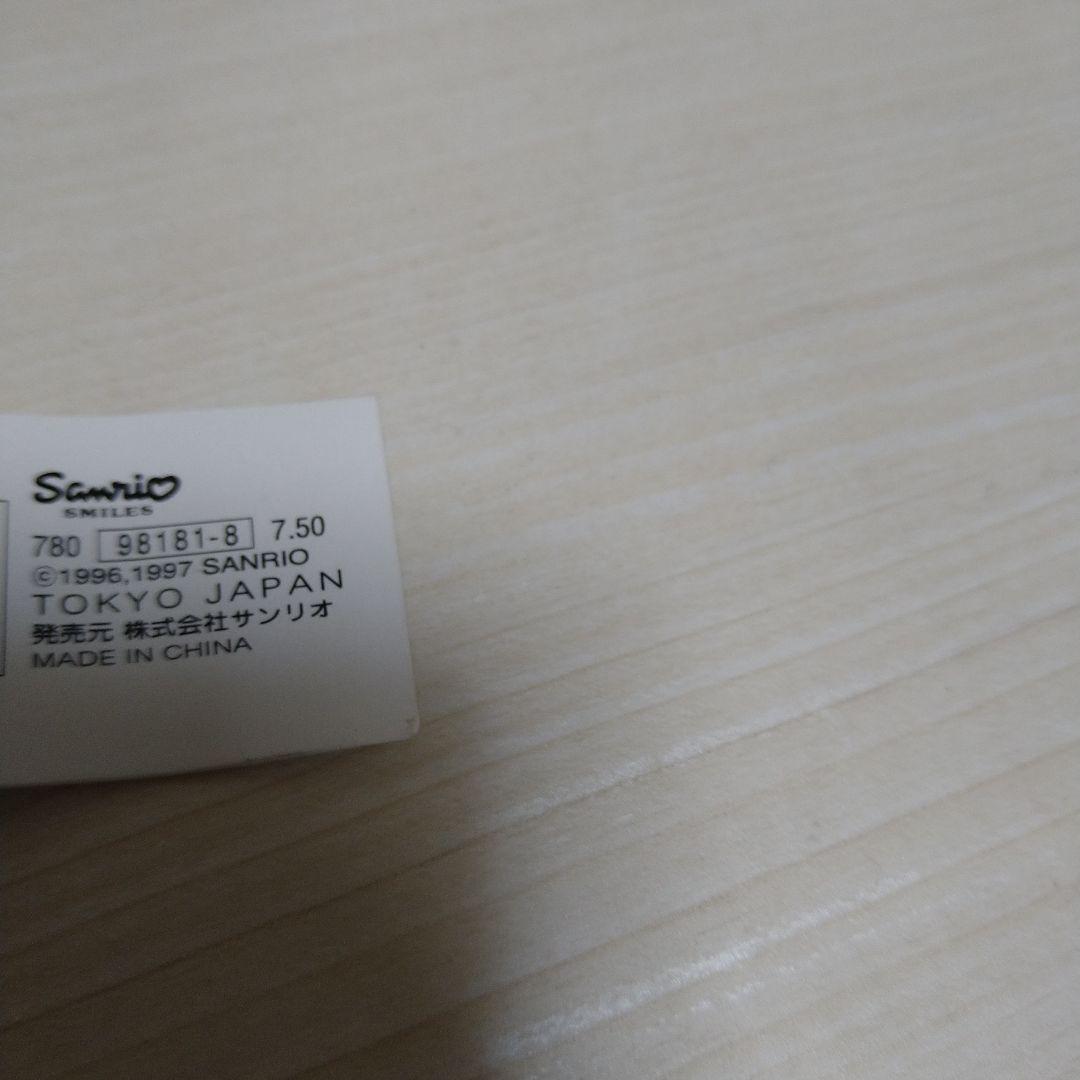 Sanrio
SMILES
780 98181-8 7.50
©1996,1997 SANRIO
TOKYO JAPAN
発売元 株式会社サンリオ
MADE IN CHINA